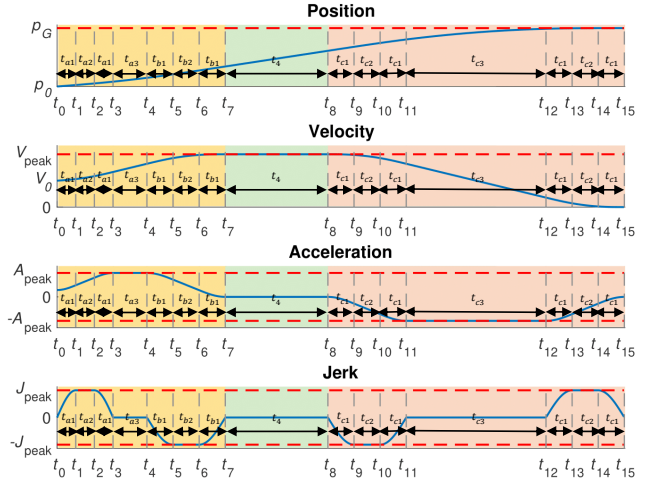 Position
p_G
t_a1 t_a2 t_a1 t_a3 t_b1 t_b2 t_b1 t_4 t_c1 t_c2 t_c1 t_c3 t_c1 t_c2 t_c1
p_0
t_0 t_1 t_2 t_3 t_4 t_5 t_6 t_7 t_8 t_9 t_10 t_11 t_12 t_13 t_14 t_15
Velocity
V_peak
V_0
t_a1 t_a2 t_a1 t_a3 t_b1 t_b2 t_b1 t_4 t_c1 t_c2 t_c1 t_c3 t_c1 t_c2 t_c1
0
t_0 t_1 t_2 t_3 t_4 t_5 t_6 t_7 t_8 t_9 t_10 t_11 t_12 t_13 t_14 t_15
Acceleration
A_peak
0
t_a1 t_a2 t_a1 t_a3 t_b1 t_b2 t_b1 t_4 t_c1 t_c2 t_c1 t_c3 t_c1 t_c2 t_c1
-A_peak
t_0 t_1 t_2 t_3 t_4 t_5 t_6 t_7 t_8 t_9 t_10 t_11 t_12 t_13 t_14 t_15
Jerk
J_peak
0
t_a1 t_a2 t_a1 t_a3 t_b1 t_b2 t_b1 t_4 t_c1 t_c2 t_c1 t_c3 t_c1 t_c2 t_c1
-J_peak
t_0 t_1 t_2 t_3 t_4 t_5 t_6 t_7 t_8 t_9 t_10 t_11 t_12 t_13 t_14 t_15